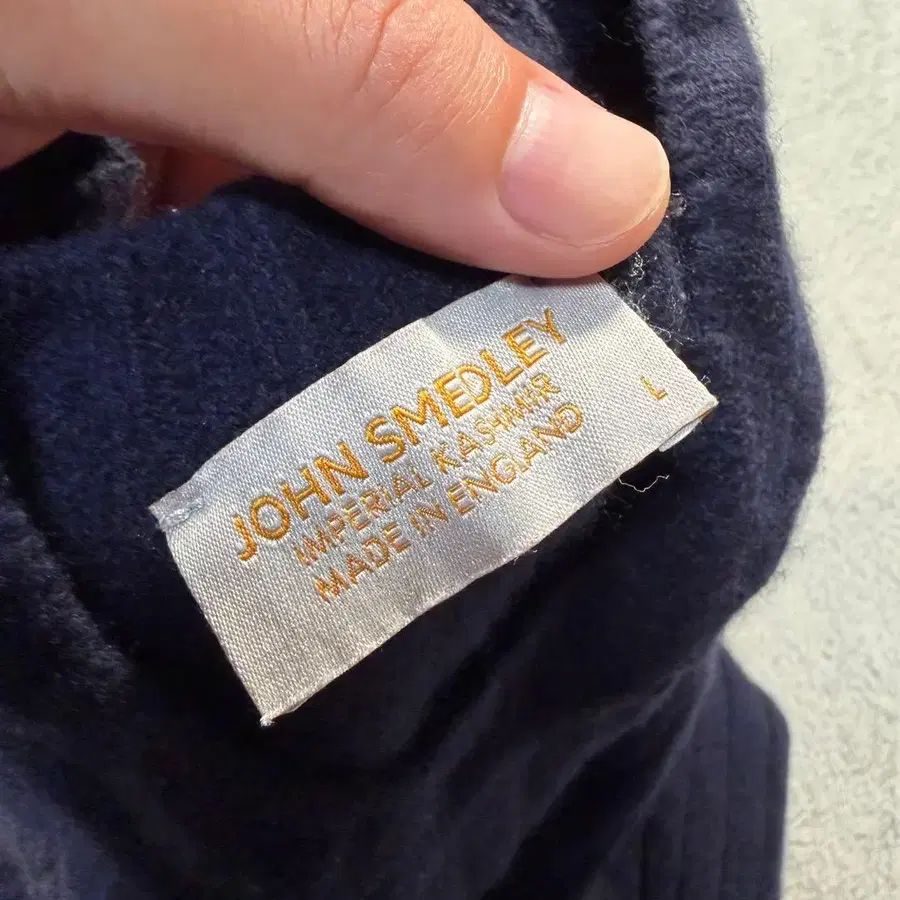 JOHN SMEDLEY
IMPERIAL KASHMIR
MADE IN ENGLAND
L